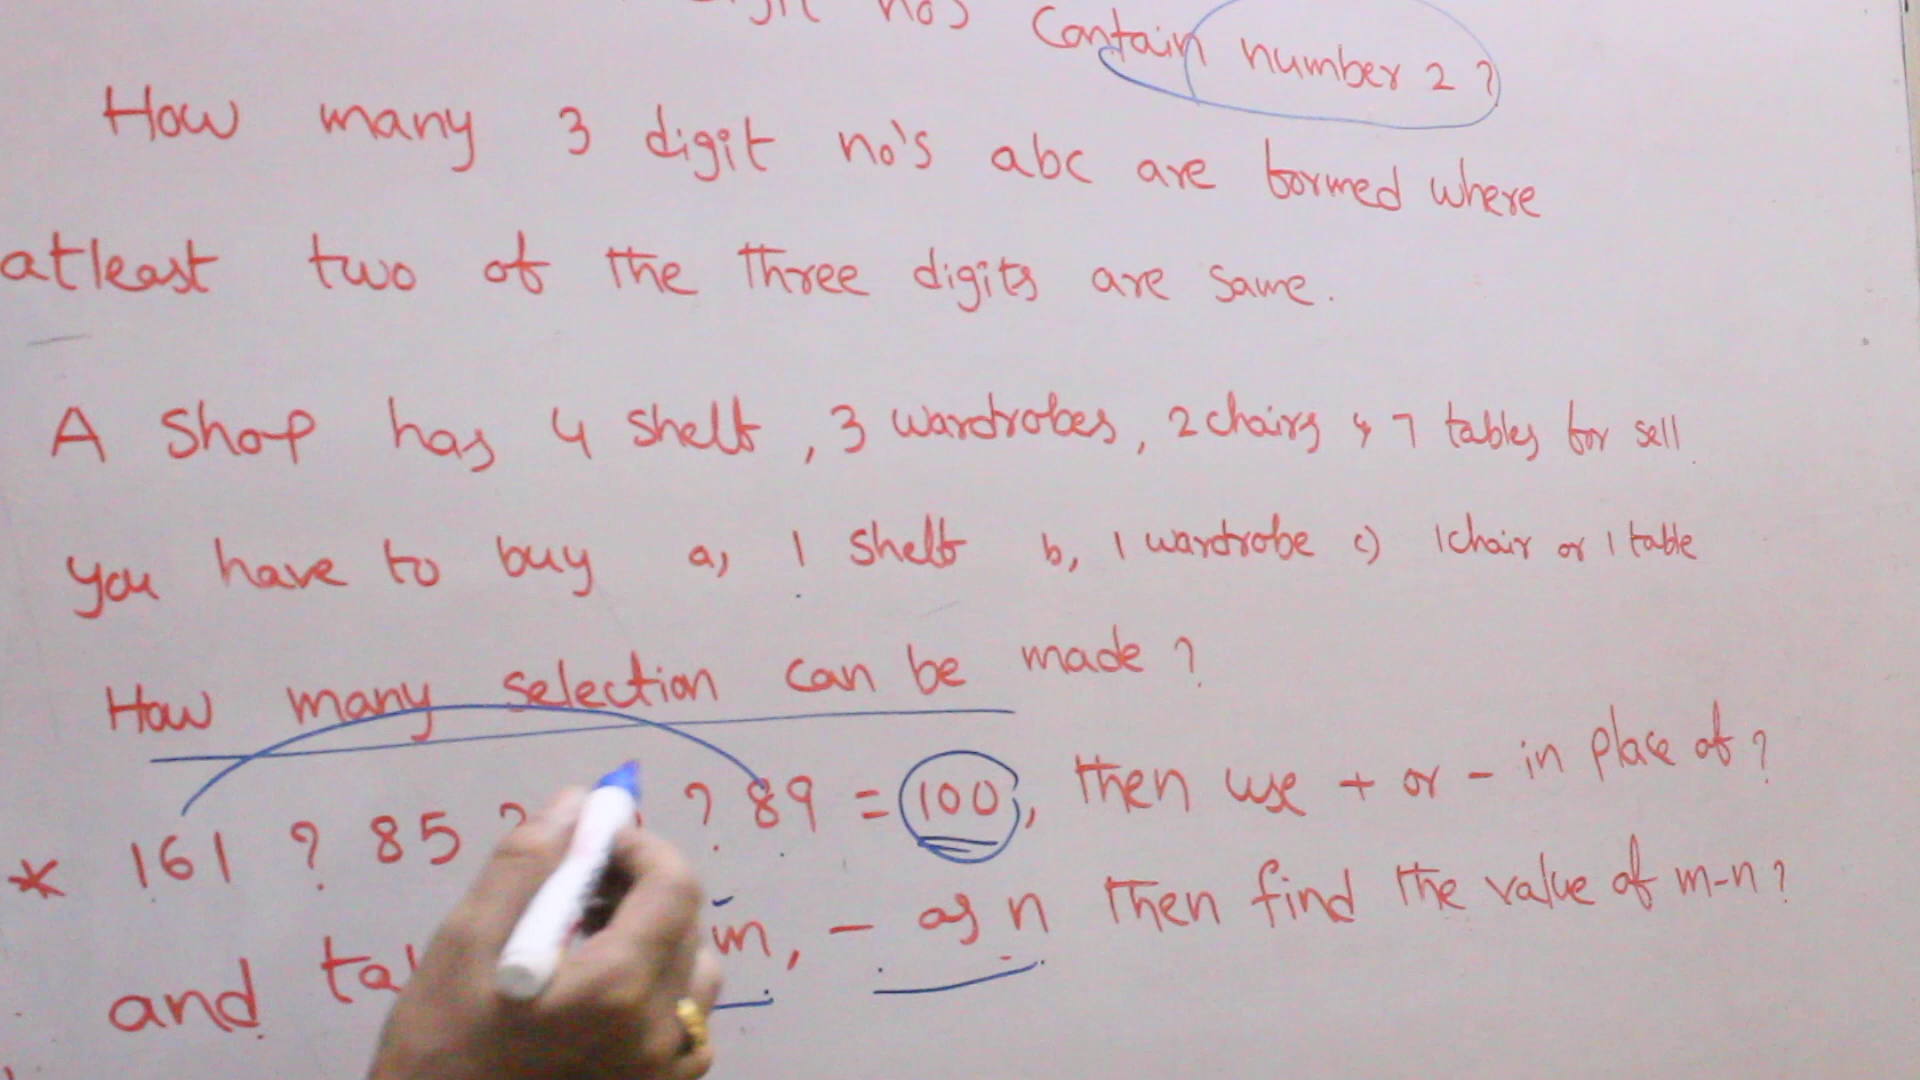 Contain number 2 ?
How many 3 digit no's abc are formed where
atleast two of the three digits are same.
A shop has 4 shelf, 3 wardrobes, 2 chairs & 7 tables for sell
you have to buy a, 1 shelf b, 1 wardrobe c) 1 chair or 1 table
How many selection can be made ?
* 161 ? 85 ? ? 89 = 100, then use + or - in place of ?
and m, - as n then find the value of m-n ?